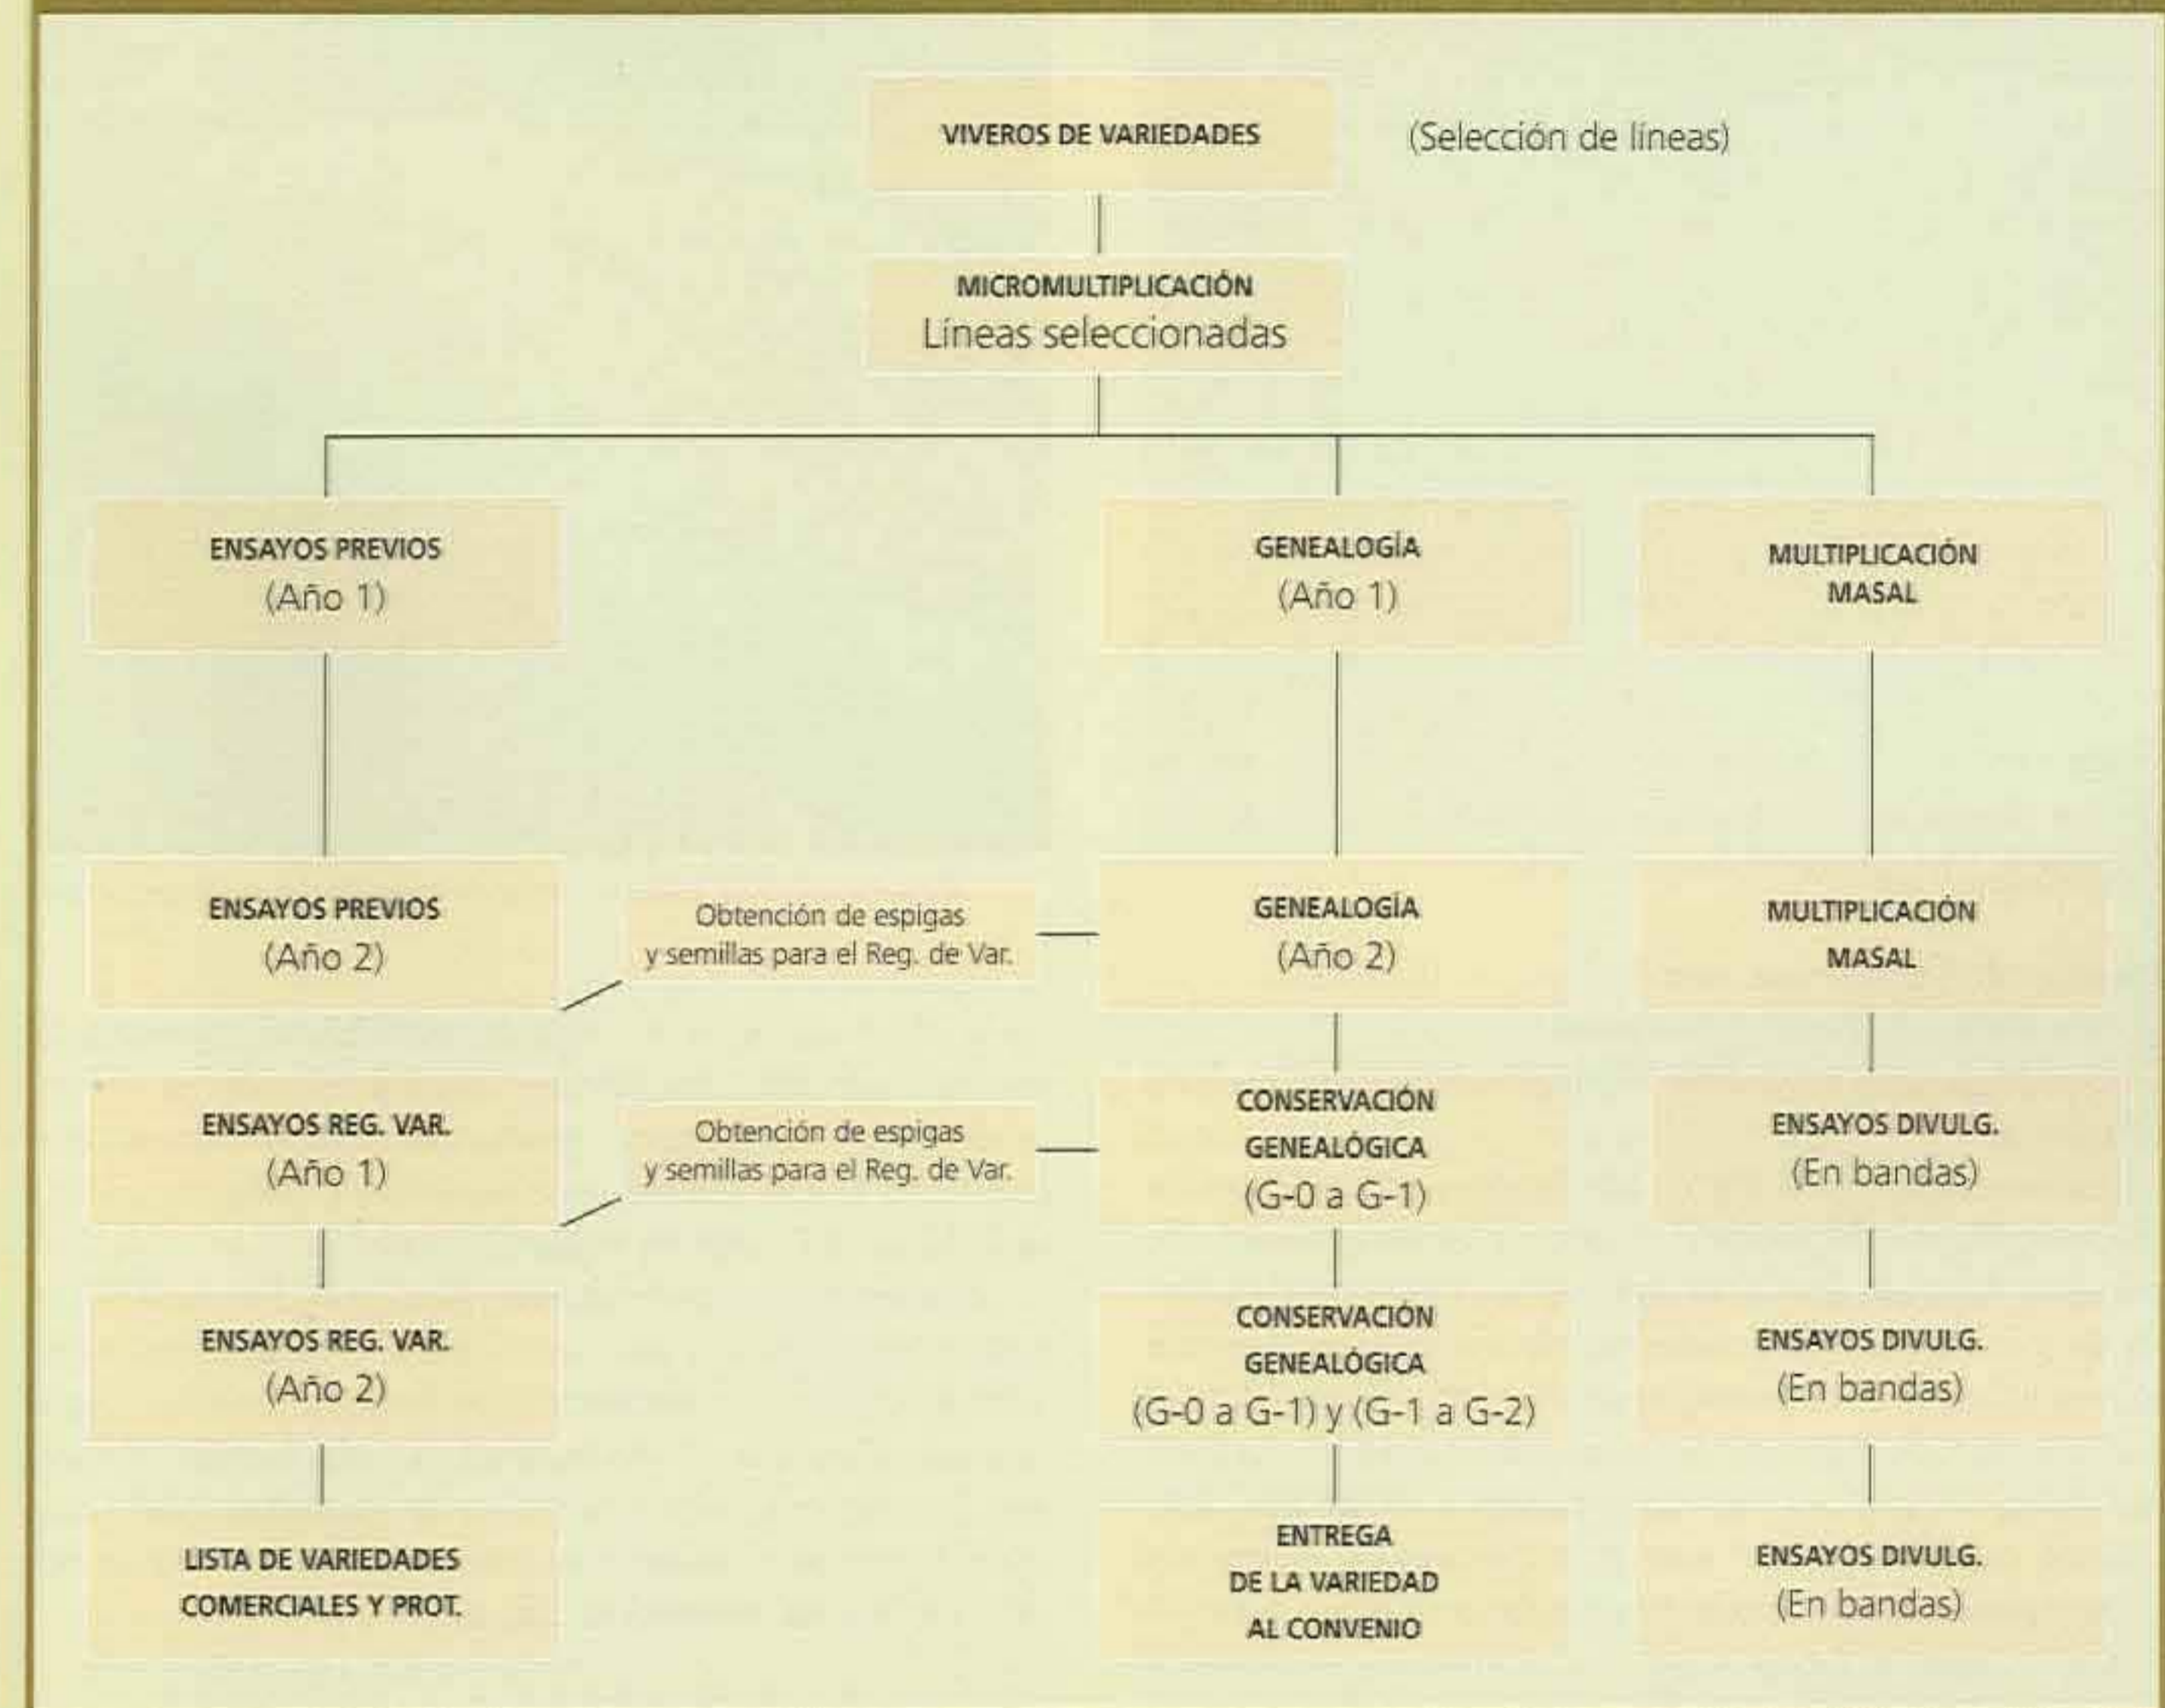 VIVEROS DE VARIEDADES
(Selección de líneas)
MICROMULTIPLICACIÓN
Líneas seleccionadas
ENSAYOS PREVIOS
(Año 1)
GENEALOGÍA
(Año 1)
MULTIPLICACIÓN
MASAL
ENSAYOS PREVIOS
(Año 2)
Obtención de espigas
y semillas para el Reg. de Var.
GENEALOGÍA
(Año 2)
MULTIPLICACIÓN
MASAL
ENSAYOS REG. VAR.
(Año 1)
Obtención de espigas
y semillas para el Reg. de Var.
CONSERVACIÓN
GENEALÓGICA
(G-0 a G-1)
ENSAYOS DIVULG.
(En bandas)
ENSAYOS REG. VAR.
(Año 2)
CONSERVACIÓN
GENEALÓGICA
(G-0 a G-1) y (G-1 a G-2)
ENSAYOS DIVULG.
(En bandas)
LISTA DE VARIEDADES
COMERCIALES Y PROT.
ENTREGA
DE LA VARIEDAD
AL CONVENIO
ENSAYOS DIVULG.
(En bandas)